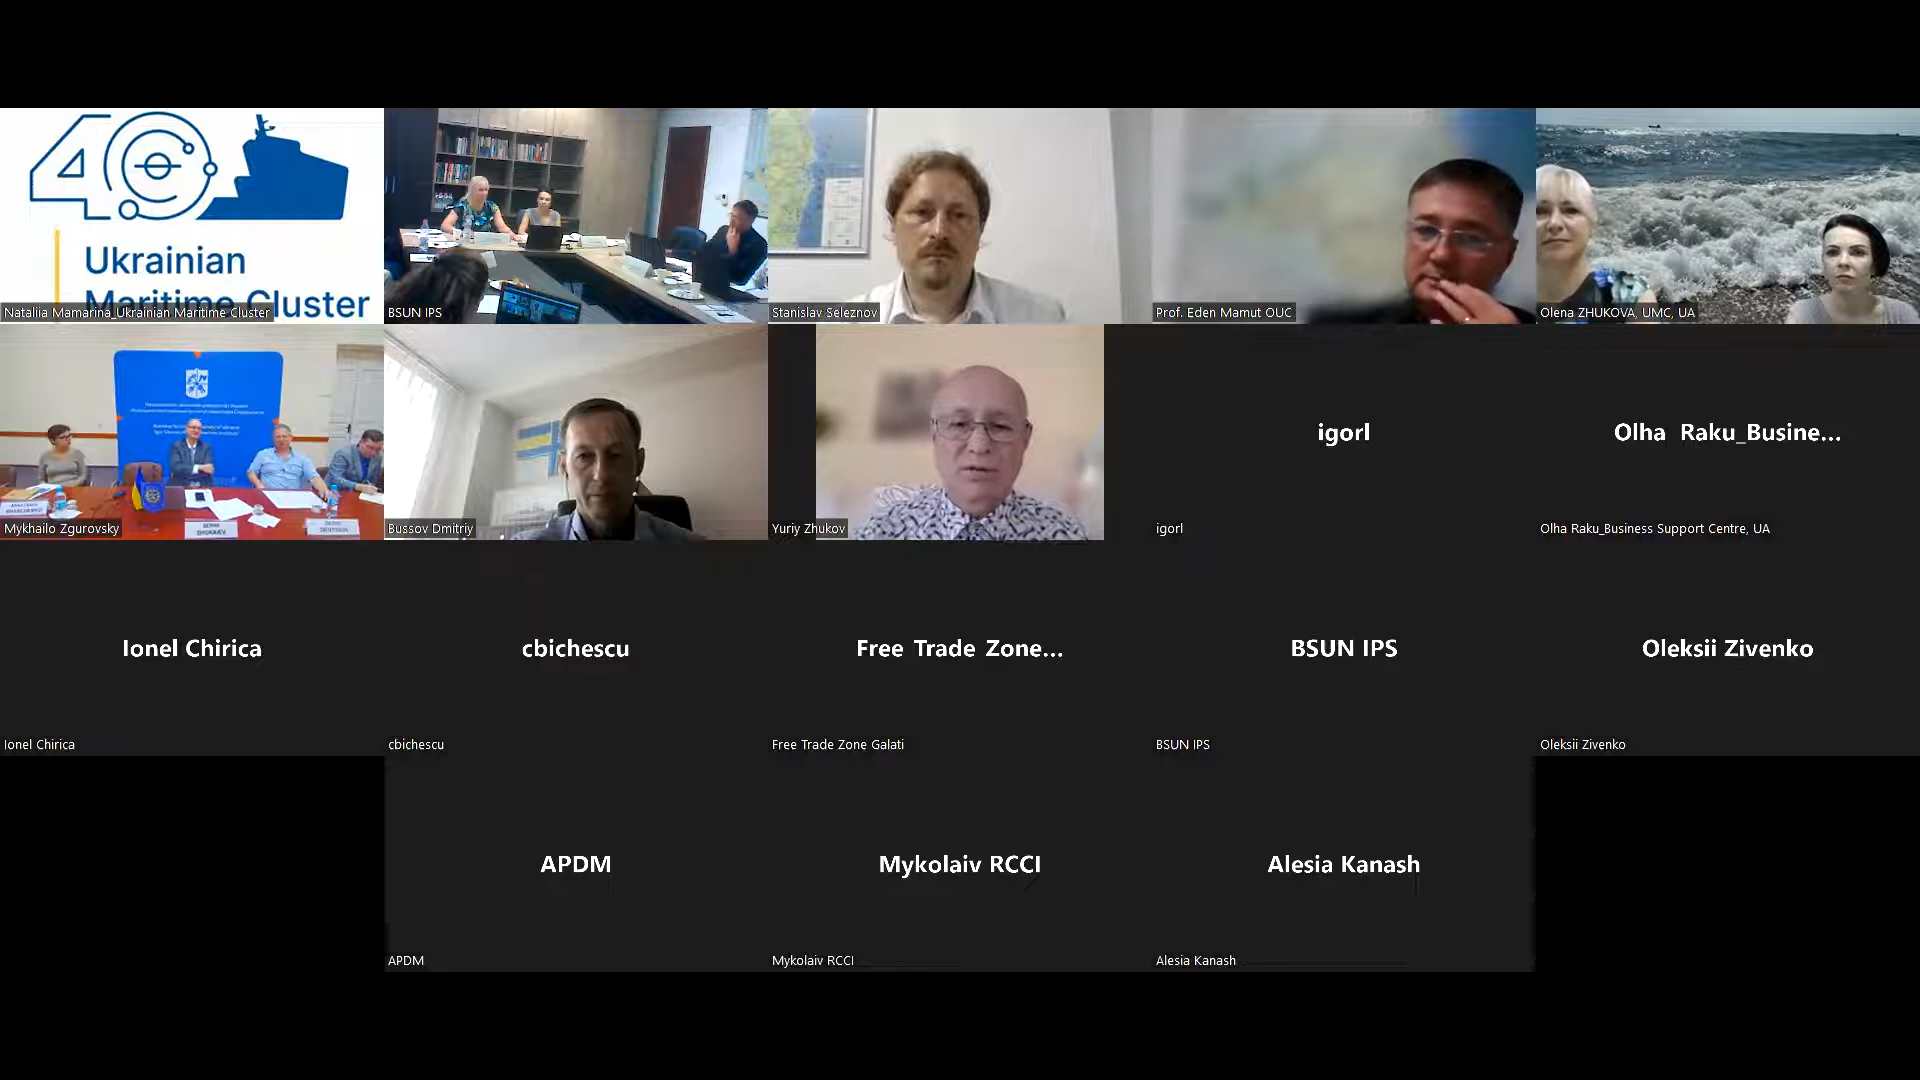 Ukrainian
Maritime Cluster
Nataliia Mamarina_Ukrainian Maritime Cluster
BSUN IPS
Stanislav Seleznov
Prof. Eden Mamut OUC
Olena ZHUKOVA, UMC, UA
Mykhailo Zgurovsky
Bussov Dmitriy
Yuriy Zhukov
igorl
igorl
Olha Raku_Busine...
Olha Raku_Business Support Centre, UA
Ionel Chirica
Ionel Chirica
cbichescu
cbichescu
Free Trade Zone...
Free Trade Zone Galati
BSUN IPS
BSUN IPS
Oleksii Zivenko
Oleksii Zivenko
APDM
APDM
Mykolaiv RCCI
Mykolaiv RCCI
Alesia Kanash
Alesia Kanash